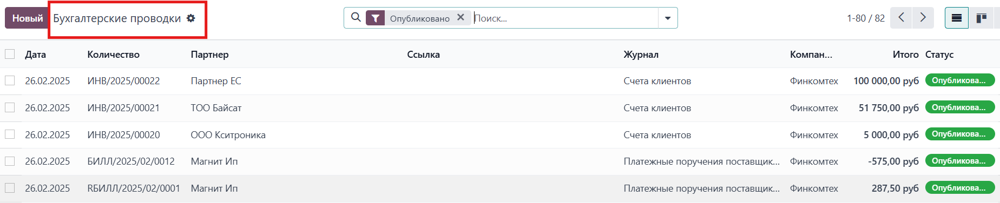 Новый Бухгалтерские проводки Опубликовано Поиск... 1-80 / 82
Дата Количество Партнер Ссылка Журнал Компан... Итого Статус
26.02.2025 ИНВ/2025/00022 Партнер ЕС Счета клиентов Финкомтех 100 000,00 руб Опубликова...
26.02.2025 ИНВ/2025/00021 ТОО Байсат Счета клиентов Финкомтех 51 750,00 руб Опубликова...
26.02.2025 ИНВ/2025/00020 ООО Кситроника Счета клиентов Финкомтех 5 000,00 руб Опубликова...
26.02.2025 БИЛЛ/2025/02/0012 Магнит Ип Платежные поручения поставщик... Финкомтех -575,00 руб Опубликова...
26.02.2025 RБИЛЛ/2025/02/0001 Магнит Ип Платежные поручения поставщик... Финкомтех 287,50 руб Опубликова...